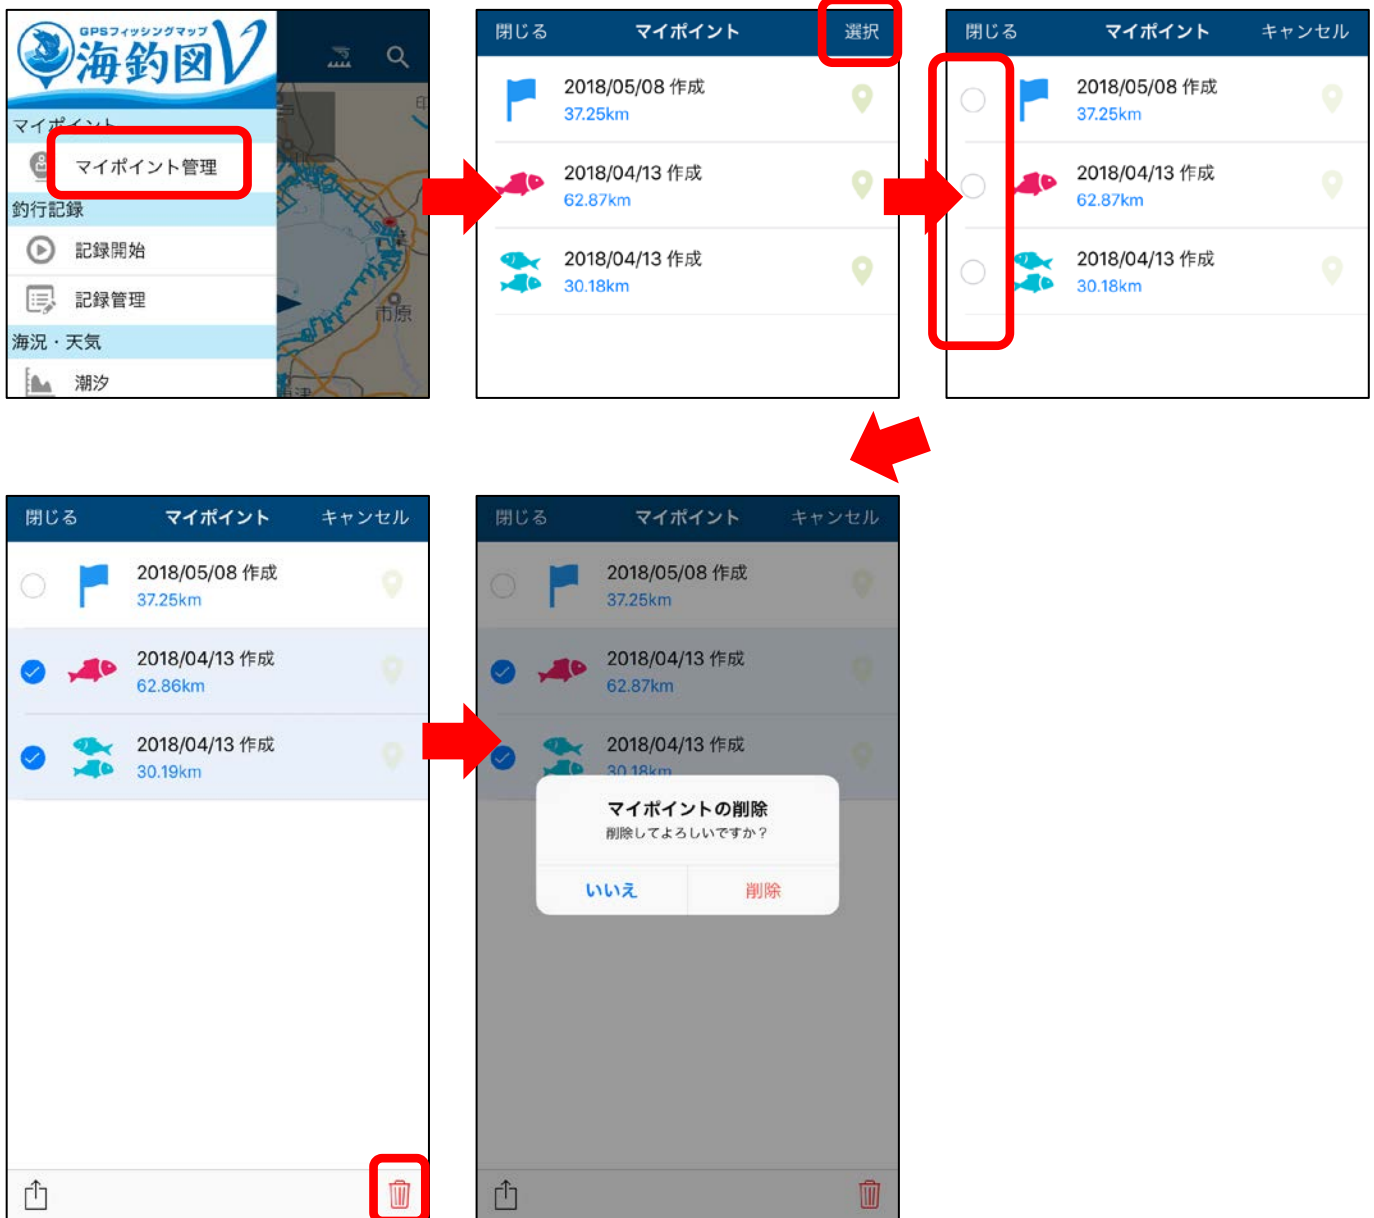 GPSフィッシングマップ
海釣図V
マイポイント
マイポイント管理
釣行記録
記録開始
記録管理
海況・天気
潮汐
市原
閉じる マイポイント 選択
2018/05/08 作成
37.25km
2018/04/13 作成
62.87km
2018/04/13 作成
30.18km
閉じる マイポイント キャンセル
2018/05/08 作成
37.25km
2018/04/13 作成
62.87km
2018/04/13 作成
30.18km
閉じる マイポイント キャンセル
2018/05/08 作成
37.25km
2018/04/13 作成
62.86km
2018/04/13 作成
30.19km
閉じる マイポイント キャンセル
2018/05/08 作成
37.25km
2018/04/13 作成
62.87km
2018/04/13 作成
30.18km
マイポイントの削除
削除してよろしいですか？
いいえ 削除